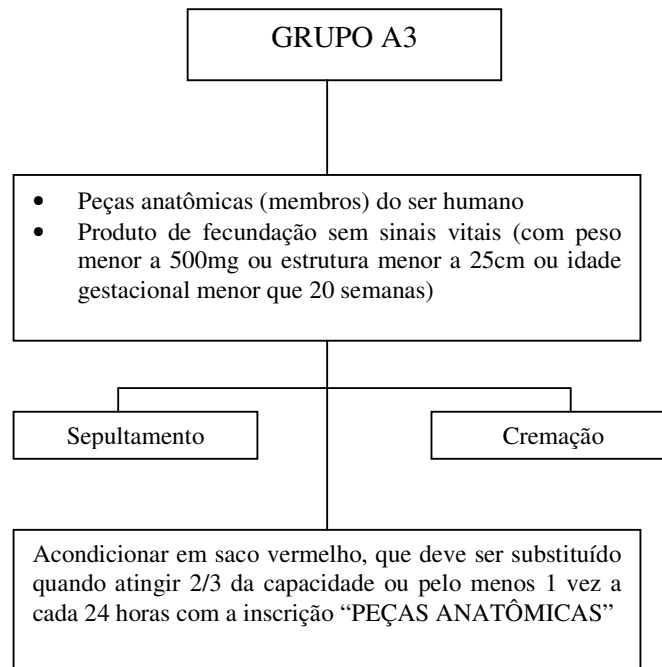 GRUPO A3
• Peças anatômicas (membros) do ser humano
• Produto de fecundação sem sinais vitais (com peso
menor a 500mg ou estrutura menor a 25cm ou idade
gestacional menor que 20 semanas)
Sepultamento
Cremação
Acondicionar em saco vermelho, que deve ser substituído
quando atingir 2/3 da capacidade ou pelo menos 1 vez a
cada 24 horas com a inscrição “PEÇAS ANATÔMICAS”